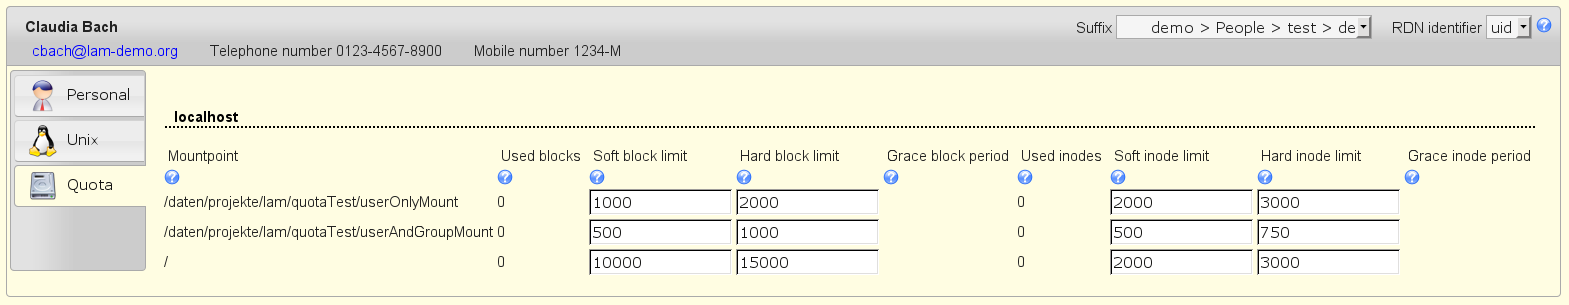 Claudia Bach
Suffix demo > People > test > de RDN identifier uid
cbach@lam-demo.org Telephone number 0123-4567-8900 Mobile number 1234-M
Personal
Unix
Quota
localhost
Mountpoint Used blocks Soft block limit Hard block limit Grace block period Used inodes Soft inode limit Hard inode limit Grace inode period
/daten/projekte/lam/quotaTest/userOnlyMount 0 1000 2000 0 2000 3000
/daten/projekte/lam/quotaTest/userAndGroupMount 0 500 1000 0 500 750
/ 0 10000 15000 0 2000 3000